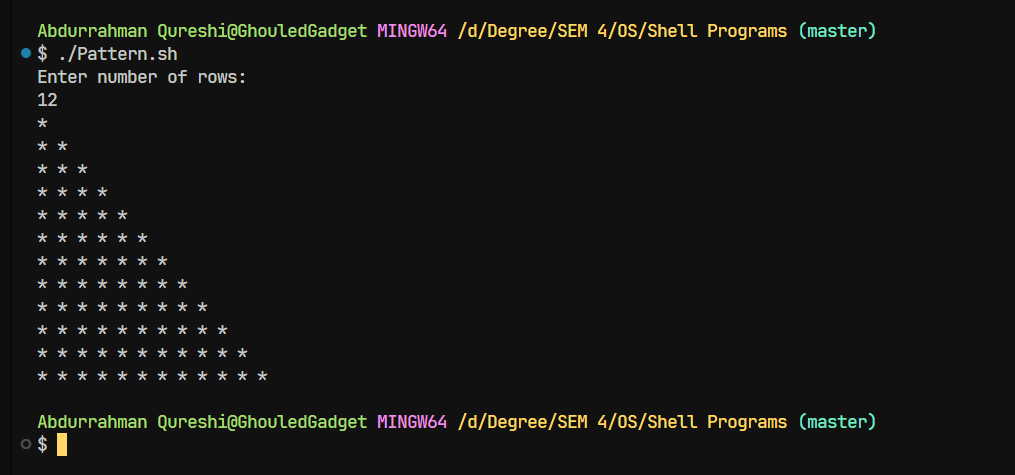 Abdurrahman Qureshi@GhouledGadget MINGW64 /d/Degree/SEM 4/OS/Shell Programs (master)
$ ./Pattern.sh
Enter number of rows:
12
*
* *
* * *
* * * *
* * * * *
* * * * * *
* * * * * * *
* * * * * * * *
* * * * * * * * *
* * * * * * * * * *
* * * * * * * * * * *
* * * * * * * * * * * *
Abdurrahman Qureshi@GhouledGadget MINGW64 /d/Degree/SEM 4/OS/Shell Programs (master)
$